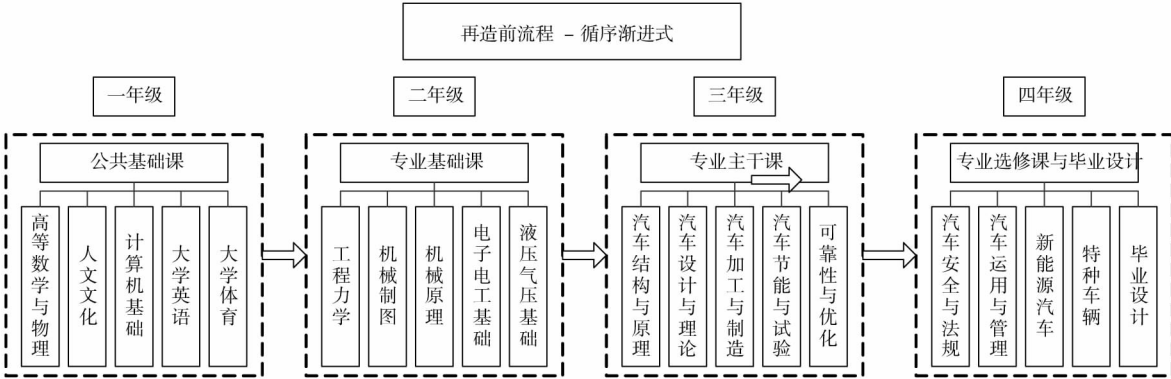 再造前流程 – 循序渐进式
一年级
二年级
三年级
四年级
公共基础课
高等数学与物理
人文文化
计算机基础
大学英语
大学体育
专业基础课
工程力学
机械制图
机械原理
电子电工基础
液压气压基础
专业主干课
汽车结构与原理
汽车设计与理论
汽车加工与制造
汽车节能与试验
可靠性与优化
专业选修课与毕业设计
汽车安全与法规
汽车运用与管理
新能源汽车
特种车辆
毕业设计